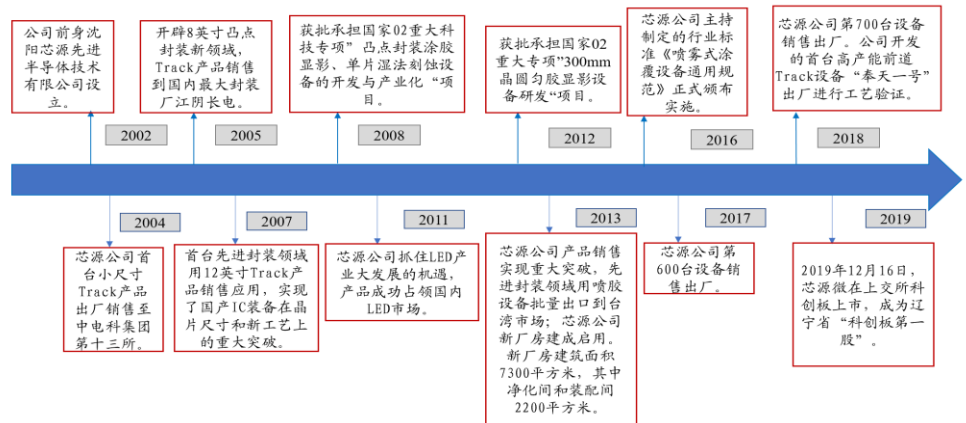 公司前身沈
阳芯源先进
半导体技术
有限公司设
立。
2002
开辟8英寸凸点
封装新领域，
Track产品销售
到国内最大封装
厂江阴长电。
2005
获批承担国家02重大科
技专项”凸点封装涂胶
显影、单片湿法刻蚀设
备的开发与产业化“项
目。
2008
获批承担国家02
重大专项”300mm
晶圆匀胶显影设
备研发“项目。
2012
芯源公司主持
制定的行业标
准《喷雾式涂
覆设备通用规
范》正式颁布
实施。
2016
芯源公司第700台设备
销售出厂。公司开发
的首台高产能前道
Track设备“奉天一号”
出厂进行工艺验证。
2018
2004
芯源公司首
台小尺寸
Track产品
出厂销售至
中电科集团
第十三所。
2007
首台先进封装领域
用12英寸Track产
品销售应用，实现
了国产IC装备在晶
片尺寸和新工艺上
的重大突破。
2011
芯源公司抓住LED产
业大发展的机遇，
产品成功占领国内
LED市场。
2013
芯源公司产品销售
实现重大突破，先
进封装领域用喷胶
设备批量出口到台
湾市场；芯源公司
新厂房建成启用。
新厂房建筑面积
7300平方米，其中
净化间和装配间
2200平方米。
2017
芯源公司第
600台设备销
售出厂。
2019
2019年12月16日，
芯源微在上交所科
创板上市，成为辽
宁省“科创板第一
股”。